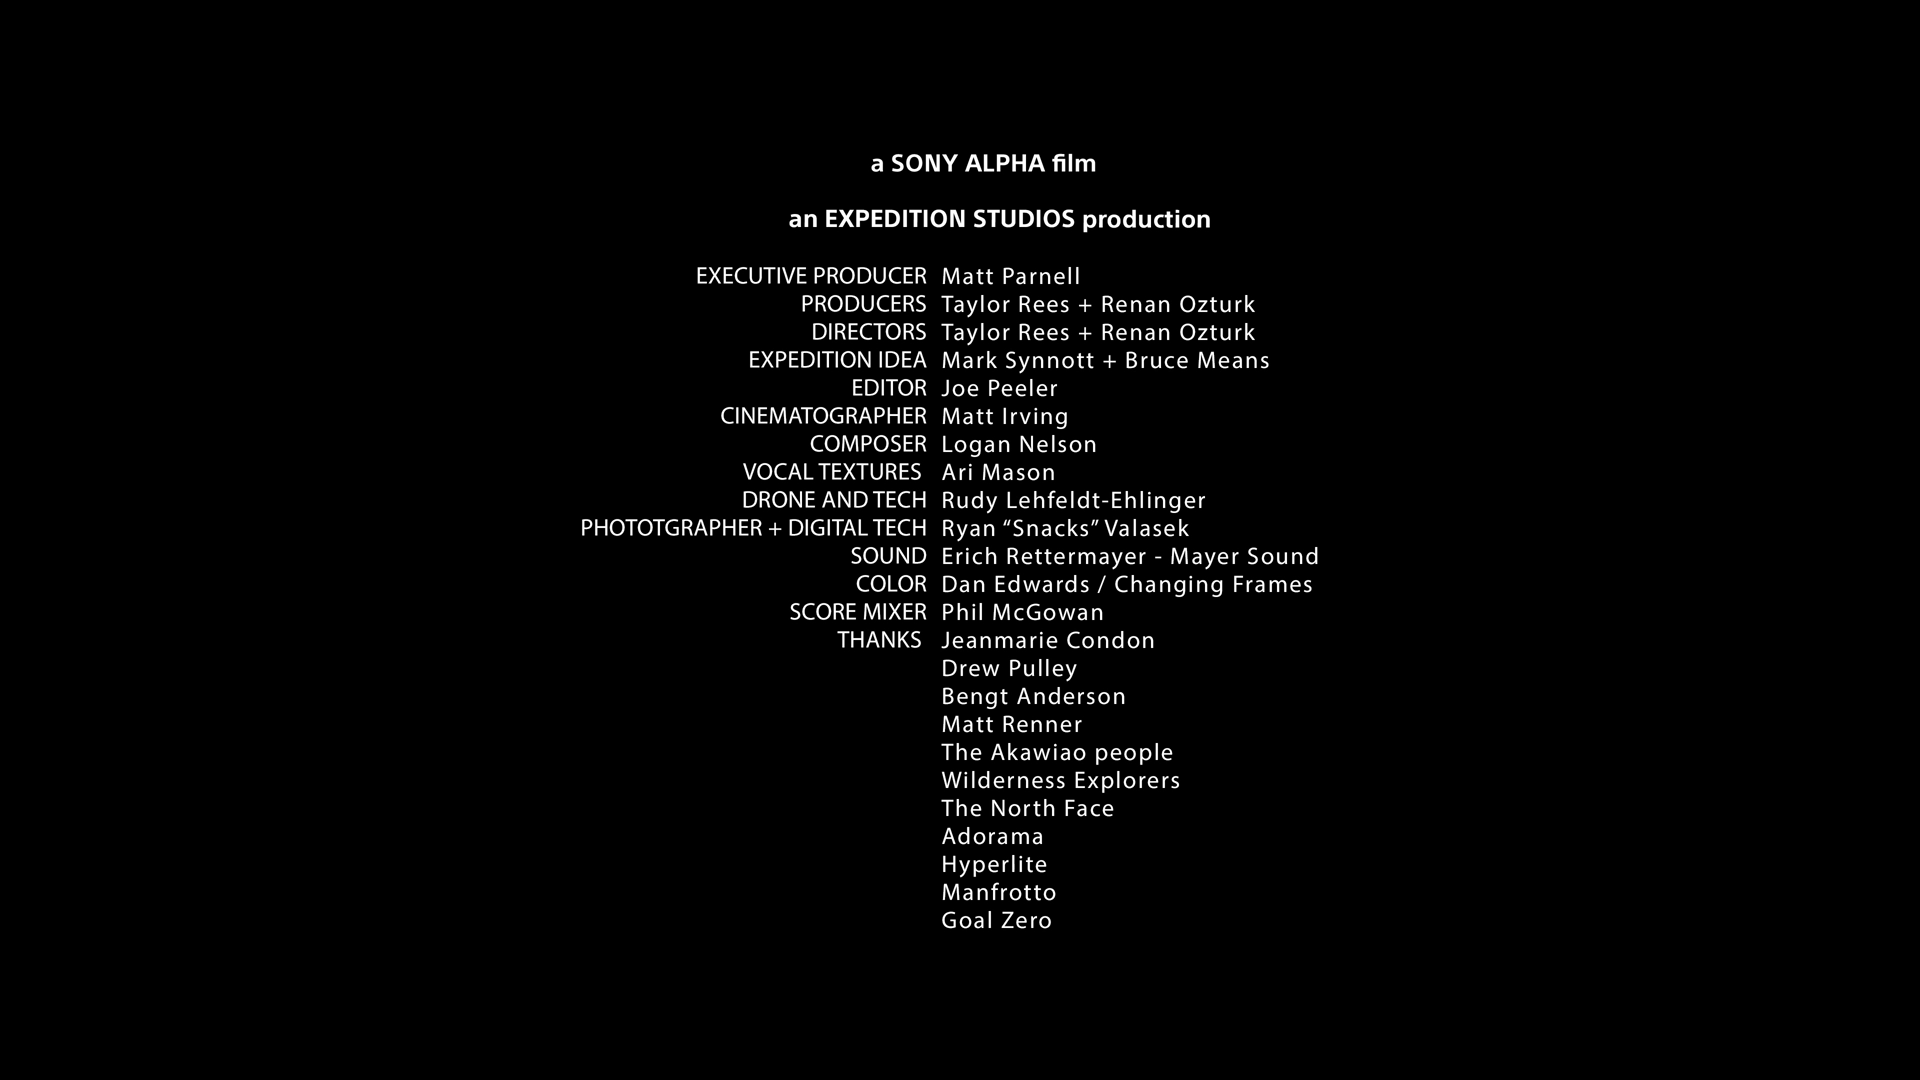 a SONY ALPHA film
an EXPEDITION STUDIOS production
EXECUTIVE PRODUCER Matt Parnell
PRODUCERS Taylor Rees + Renan Ozturk
DIRECTORS Taylor Rees + Renan Ozturk
EXPEDITION IDEA Mark Synnott + Bruce Means
EDITOR Joe Peeler
CINEMATOGRAPHER Matt Irving
COMPOSER Logan Nelson
VOCAL TEXTURES Ari Mason
DRONE AND TECH Rudy Lehfeldt-Ehlinger
PHOTOTGRAPHER + DIGITAL TECH Ryan “Snacks” Valasek
SOUND Erich Rettermayer - Mayer Sound
COLOR Dan Edwards / Changing Frames
SCORE MIXER Phil McGowan
THANKS Jeanmarie Condon
Drew Pulley
Bengt Anderson
Matt Renner
The Akawiao people
Wilderness Explorers
The North Face
Adorama
Hyperlite
Manfrotto
Goal Zero